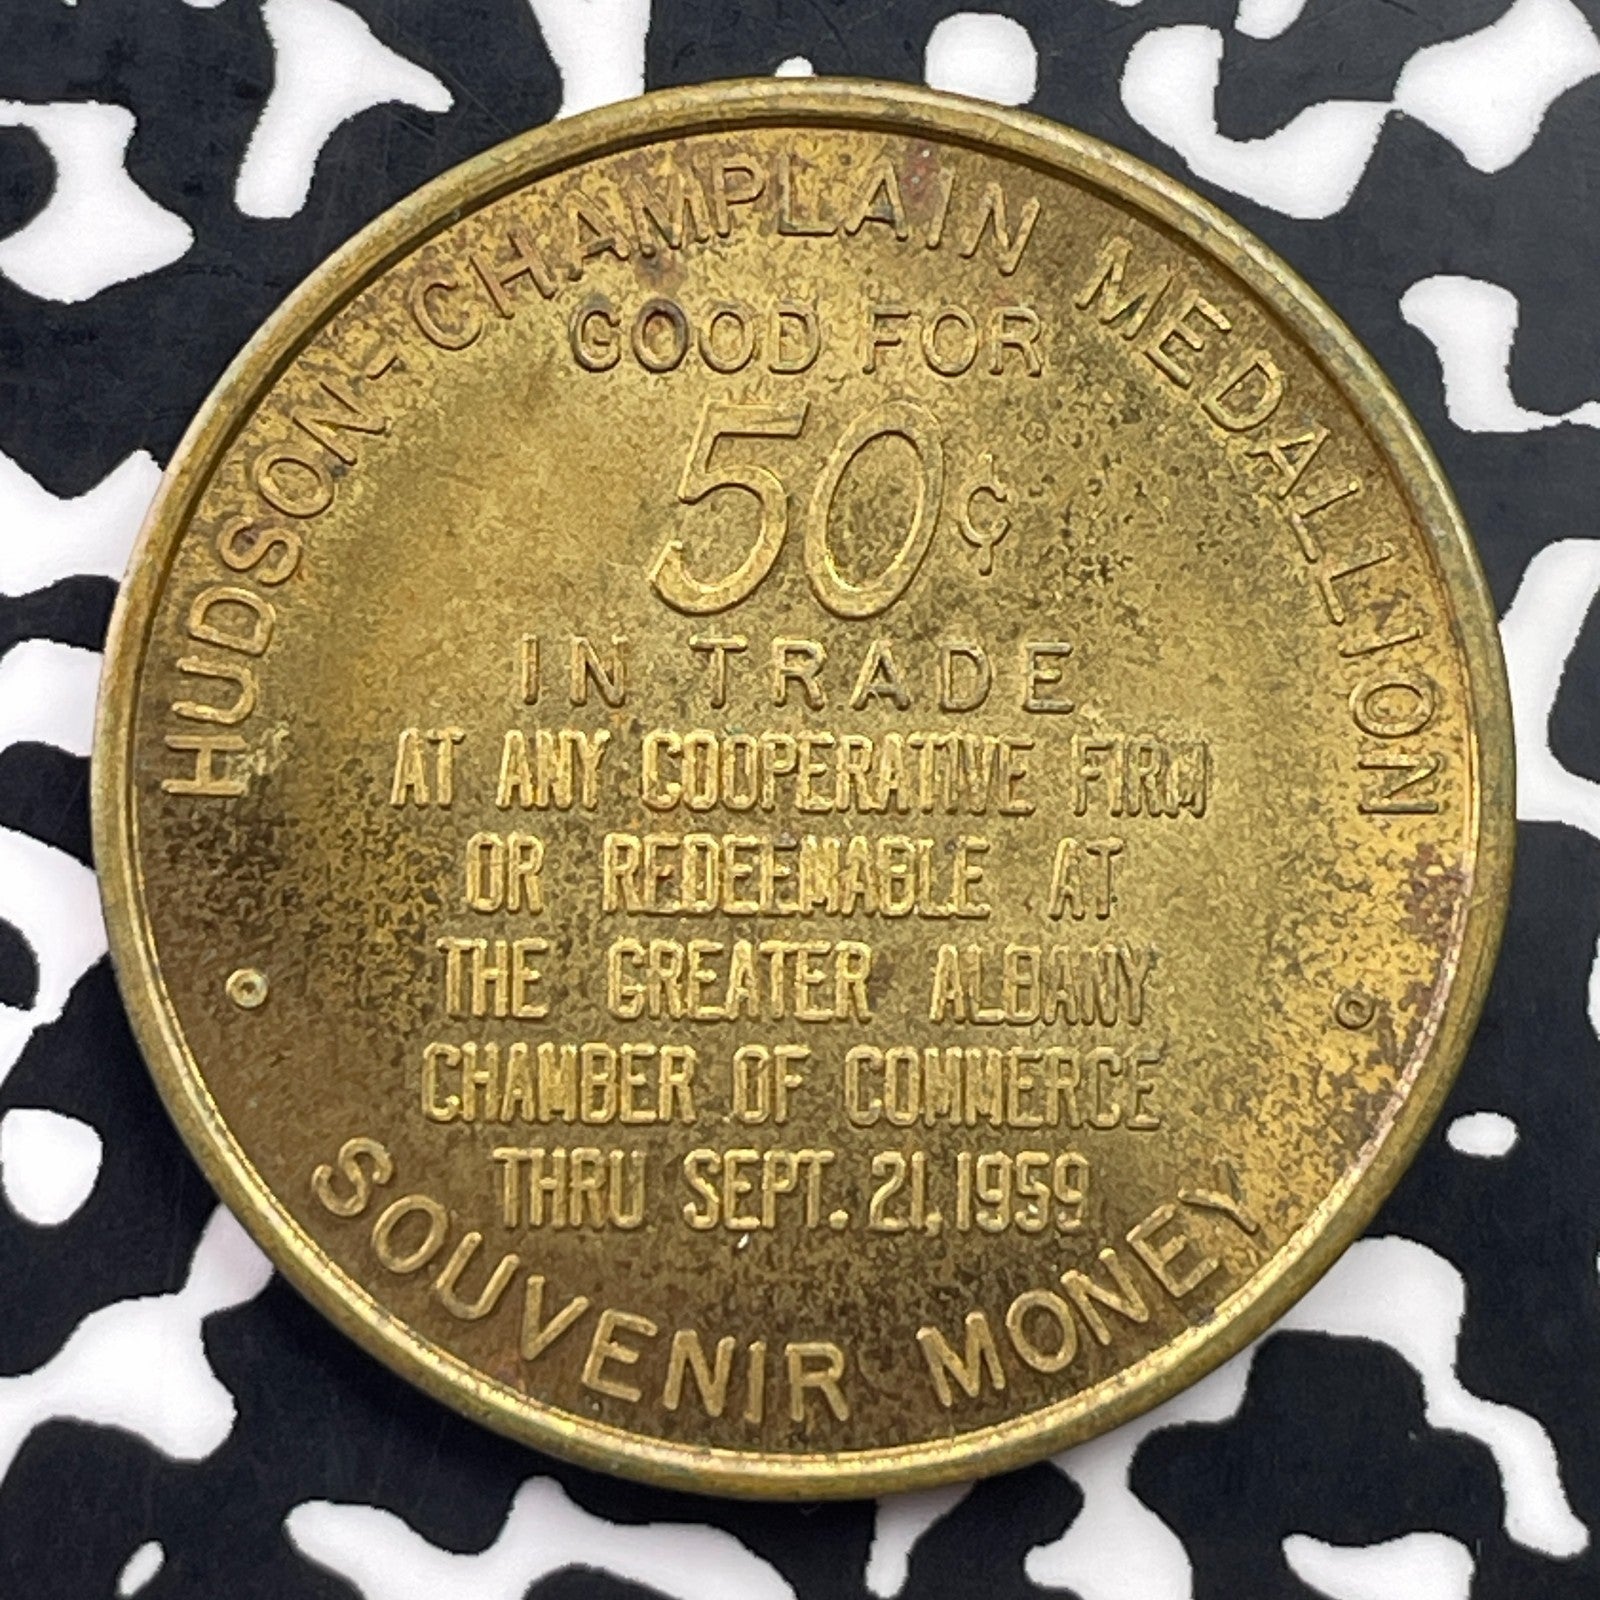 HUDSON-CHAMPLAIN MEDALLION
GOOD FOR
50¢
IN TRADE
AT ANY COOPERATIVE FIRM
OR REDEEMABLE AT
THE GREATER ALBANY
CHAMBER OF COMMERCE
THRU SEPT. 21, 1959
SOUVENIR MONEY